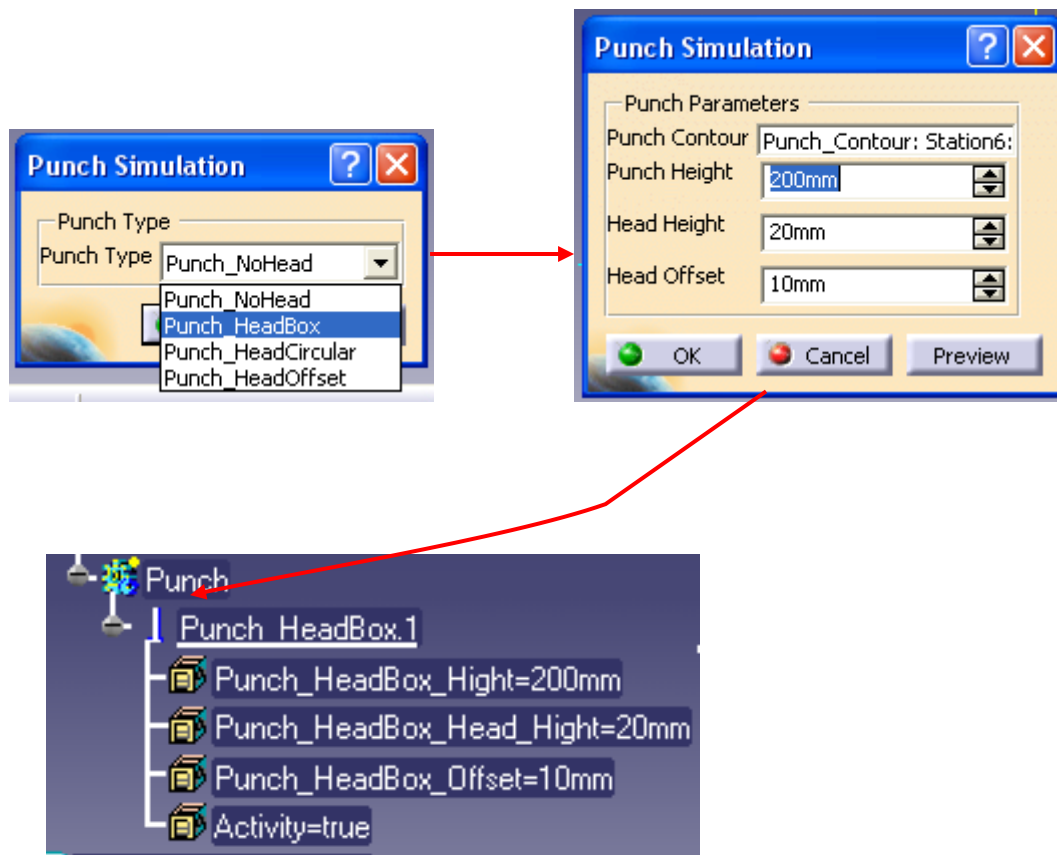 Punch Simulation
Punch Type
Punch Type Punch_NoHead
Punch_NoHead
Punch_HeadBox
Punch_HeadCircular
Punch_HeadOffset
Punch Simulation
Punch Parameters
Punch Contour Punch_Contour: Station6:
Punch Height 200mm
Head Height 20mm
Head Offset 10mm
OK Cancel Preview
Punch
Punch_HeadBox.1
Punch_HeadBox_Hight=200mm
Punch_HeadBox_Head_Hight=20mm
Punch_HeadBox_Offset=10mm
Activity=true